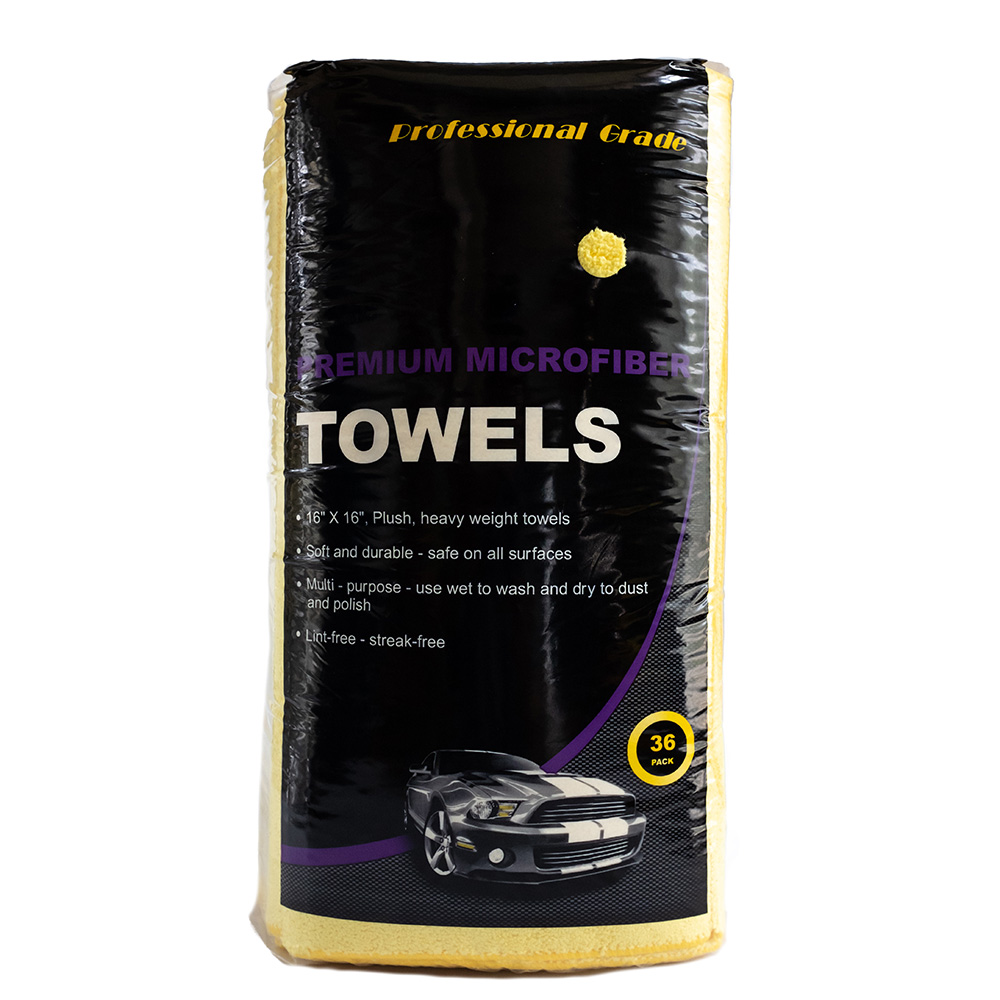 Professional Grade
PREMIUM MICROFIBER
TOWELS
• 16" X 16", Plush, heavy weight towels
• Soft and durable - safe on all surfaces
• Multi - purpose - use wet to wash and dry to dust
and polish
• Lint-free - streak-free
36
PACK